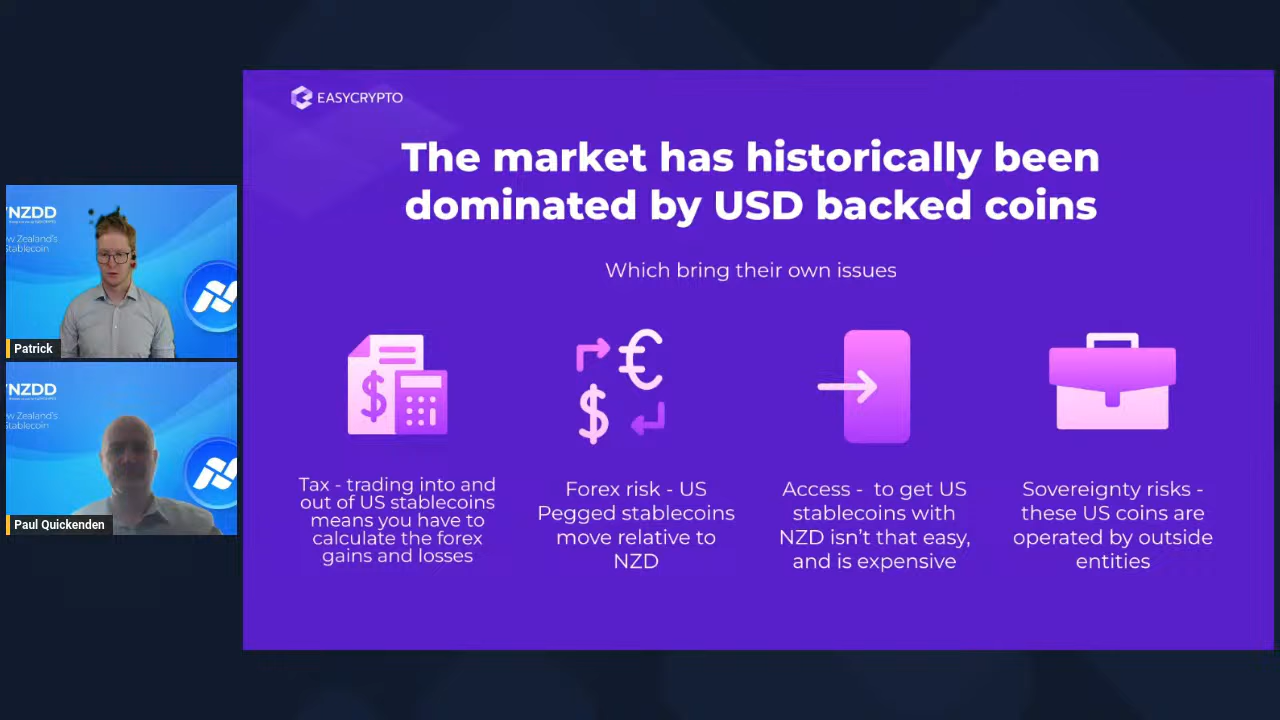 EASYCRYPTO
The market has historically been
dominated by USD backed coins
Which bring their own issues
Tax - trading into and
out of US stablecoins
means you have to
calculate the forex
gains and losses
Forex risk - US
Pegged stablecoins
move relative to
NZD
Access - to get US
stablecoins with
NZD isn't that easy,
and is expensive
Sovereignty risks -
these US coins are
operated by outside
entities
NZDD
w Zealand's
Stablecoin
Patrick
NZDD
w Zealand's
Stablecoin
Paul Quickenden